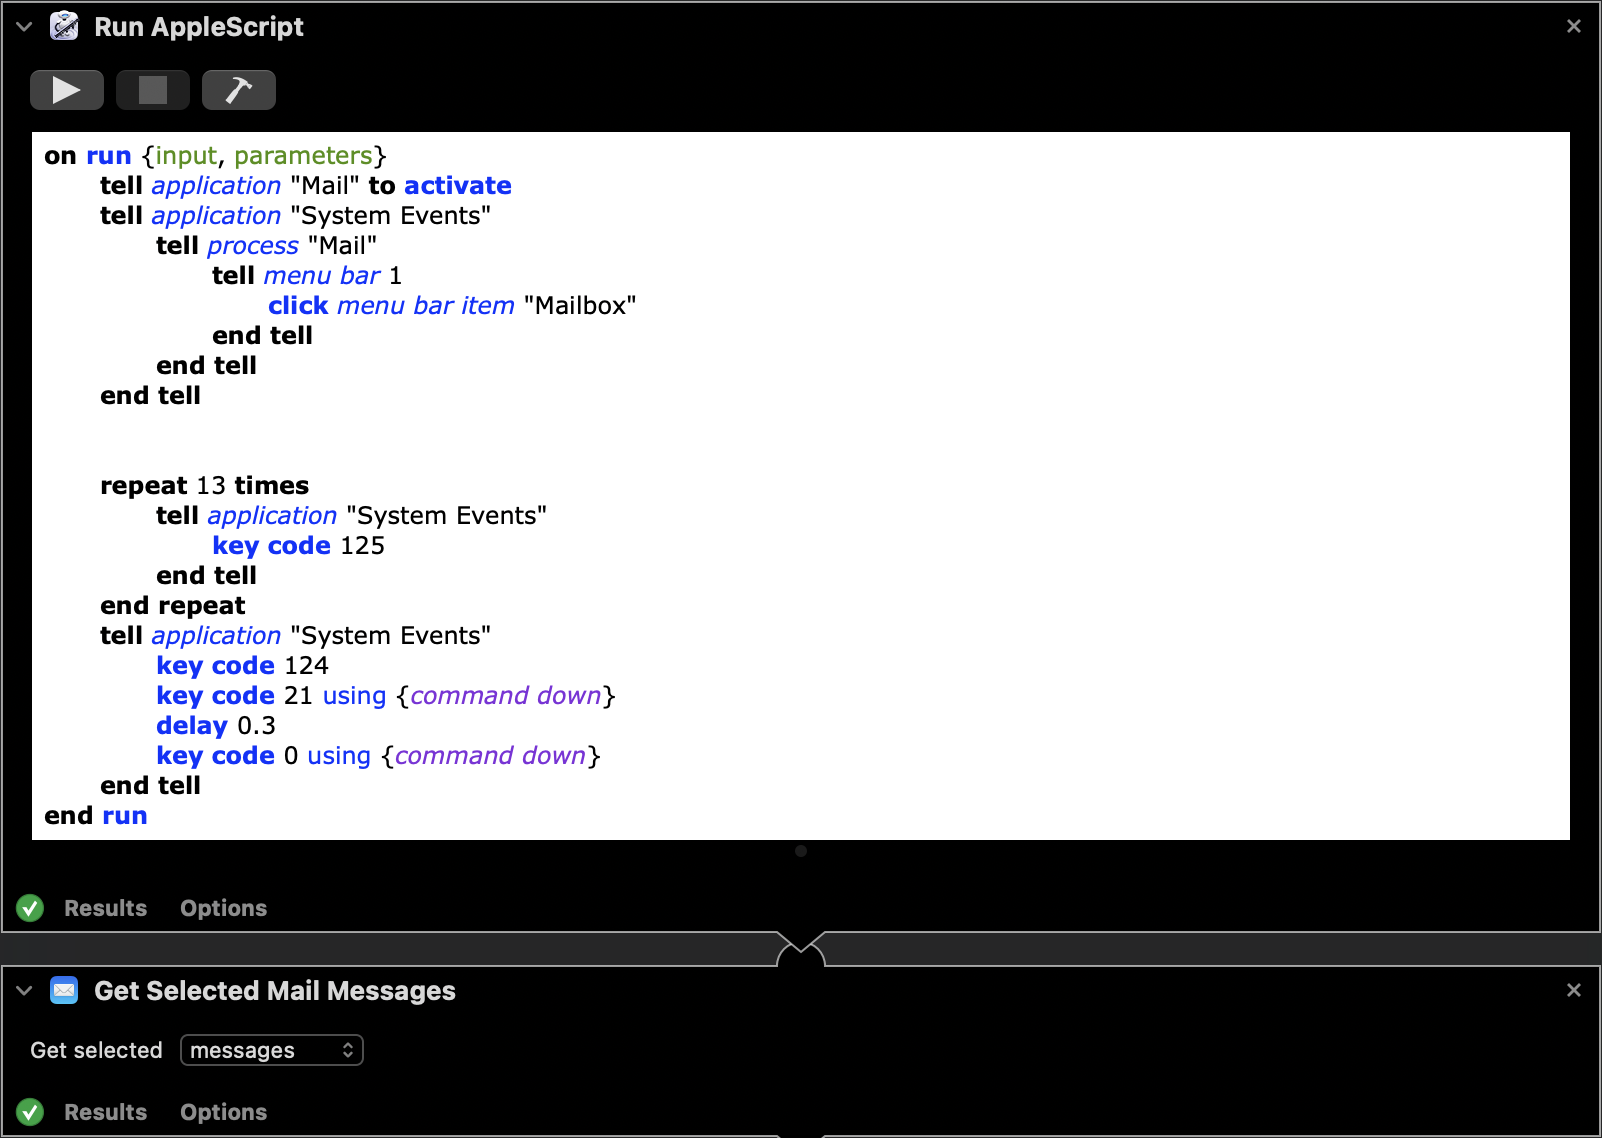 Run AppleScript
on run {input, parameters}
tell application "Mail" to activate
tell application "System Events"
tell process "Mail"
tell menu bar 1
click menu bar item "Mailbox"
end tell
end tell
end tell
repeat 13 times
tell application "System Events"
key code 125
end tell
end repeat
tell application "System Events"
key code 124
key code 21 using {command down}
delay 0.3
key code 0 using {command down}
end tell
end run
Results Options
Get Selected Mail Messages
Get selected messages
Results Options